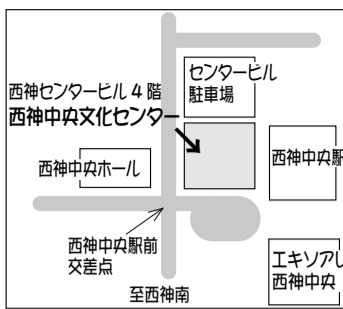 センタービル
駐車場
西神センタービル 4 階
西神中央文化センター
西神中央ホール
西神中央駅
西神中央駅前
交差点
エキソアレ
西神中央
至西神南